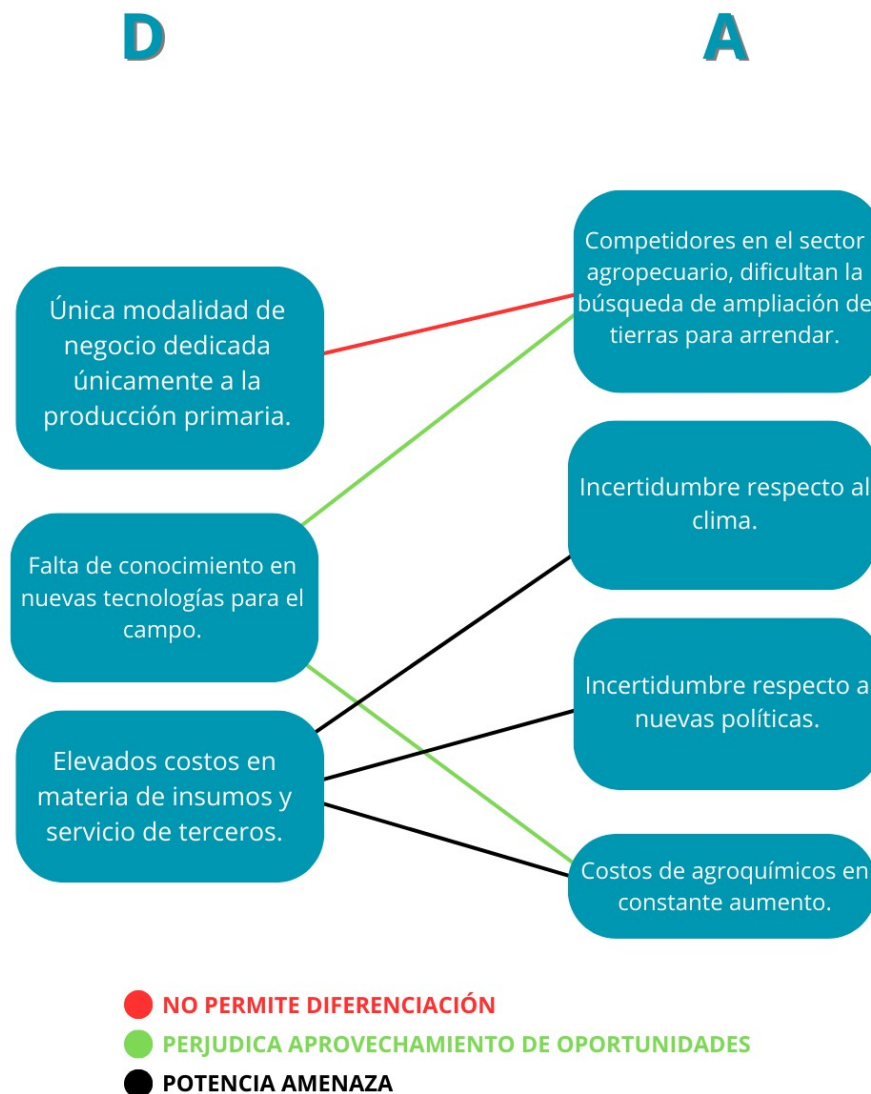 D
A
Única modalidad de
negocio dedicada
únicamente a la
producción primaria.
Falta de conocimiento en
nuevas tecnologías para el
campo.
Elevados costos en
materia de insumos y
servicio de terceros.
Competidores en el sector
agropecuario, dificultan la
búsqueda de ampliación de
tierras para arrendar.
Incertidumbre respecto al
clima.
Incertidumbre respecto a
nuevas políticas.
Costos de agroquímicos en
constante aumento.
NO PERMITE DIFERENCIACIÓN
PERJUDICA APROVECHAMIENTO DE OPORTUNIDADES
POTENCIA AMENAZA